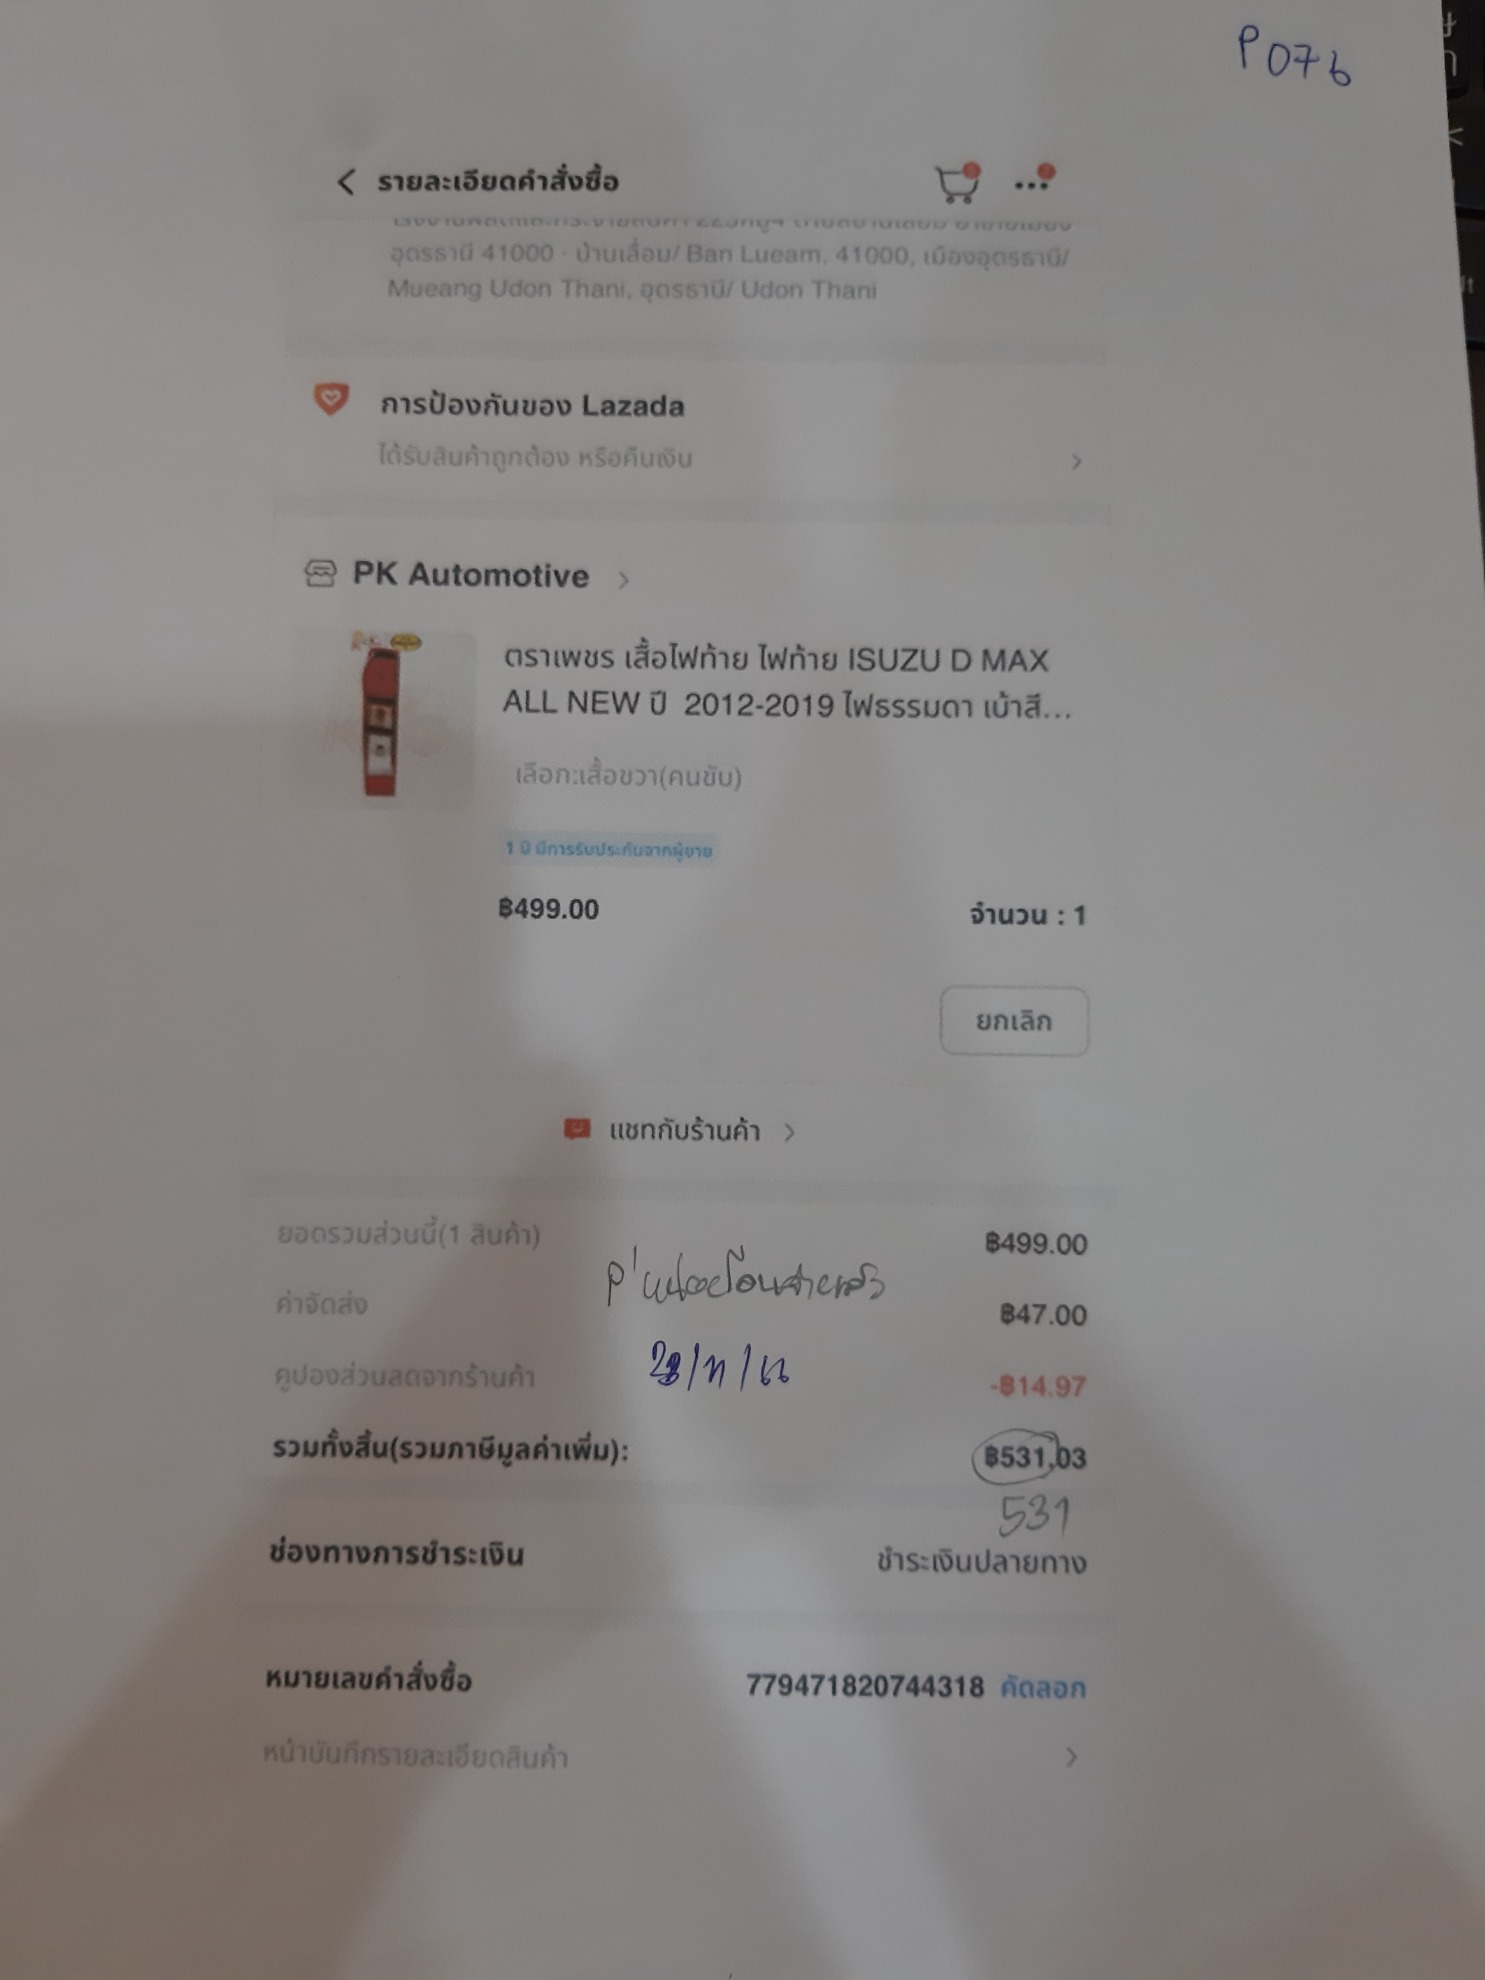 P076
รายละเอียดคำสั่งซื้อ
อุดรธานี 41000 · บ้านเลื่อม/ Ban Lueam, 41000, เมืองอุดรธานี/
Mueang Udon Thani, อุดรธานี/ Udon Thani
การป้องกันของ Lazada
ได้รับสินค้าถูกต้อง หรือคืนเงิน
PK Automotive
ตราเพชร เสื้อไฟท้าย ไฟท้าย ISUZU D MAX
ALL NEW ปี 2012-2019 ไฟธรรมดา เบ้าสี...
เลือก:เสื้อขวา(คนขับ)
1 ปี มีการรับประกันจากผู้ขาย
฿499.00 จำนวน : 1
ยกเลิก
แชทกับร้านค้า
ยอดรวมส่วนนี้(1 สินค้า) ฿499.00
ค่าจัดส่ง ฿47.00
คูปองส่วนลดจากร้านค้า -฿14.97
รวมทั้งสิ้น(รวมภาษีมูลค่าเพิ่ม): ฿531.03
531
ช่องทางการชำระเงิน ชำระเงินปลายทาง
หมายเลขคำสั่งซื้อ 779471820744318 คัดลอก
หน้าบันทึกรายละเอียดสินค้า